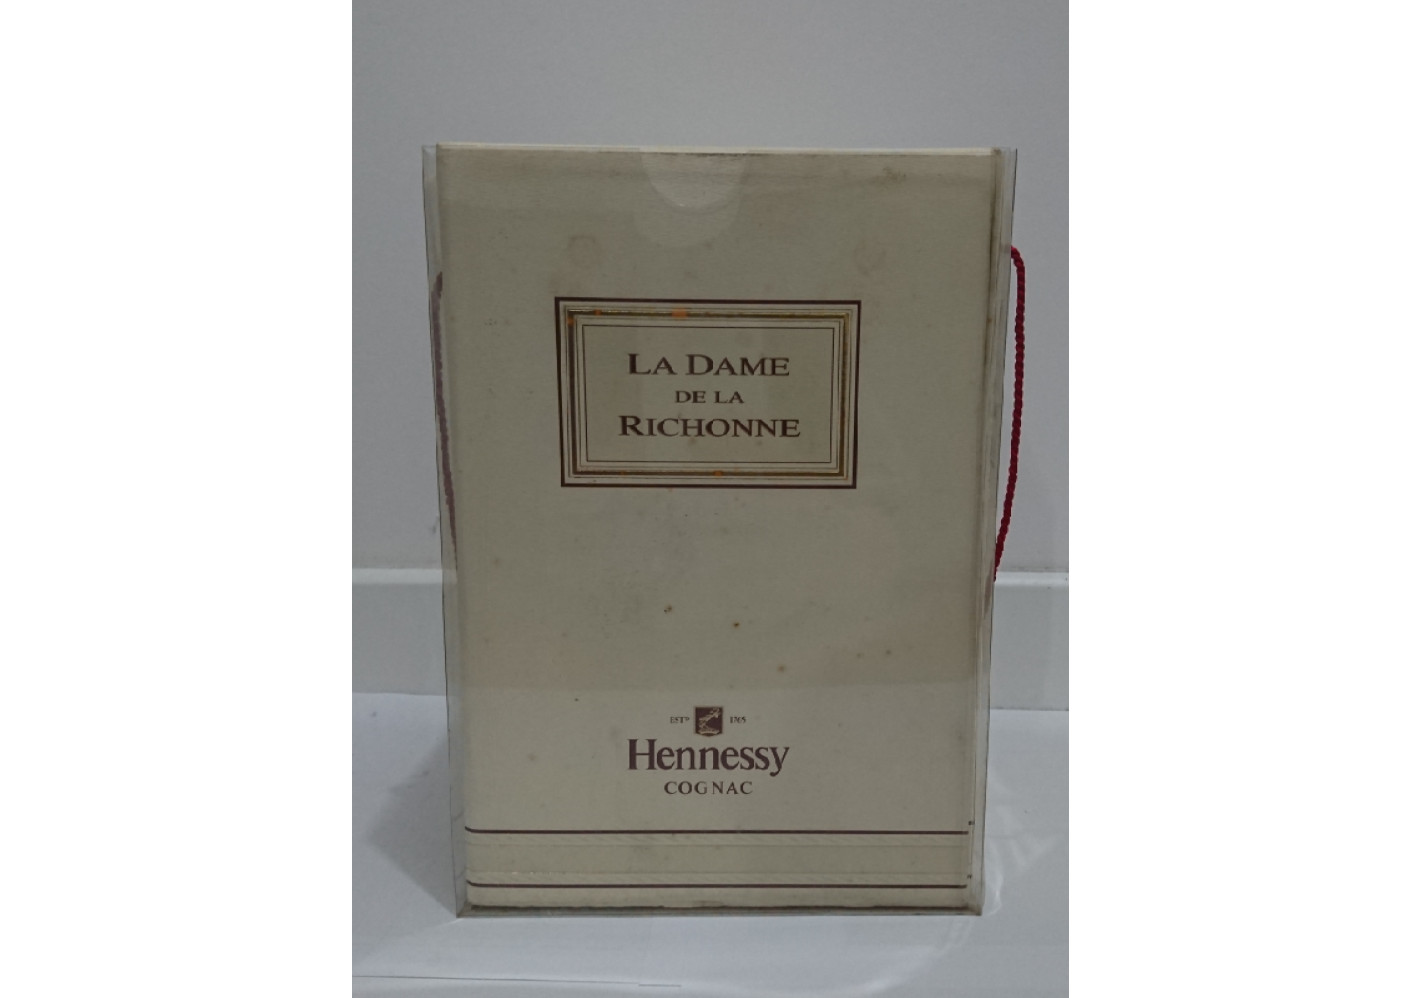 LA DAME
DE LA
RICHONNE
ESTD 1765
Hennessy
COGNAC